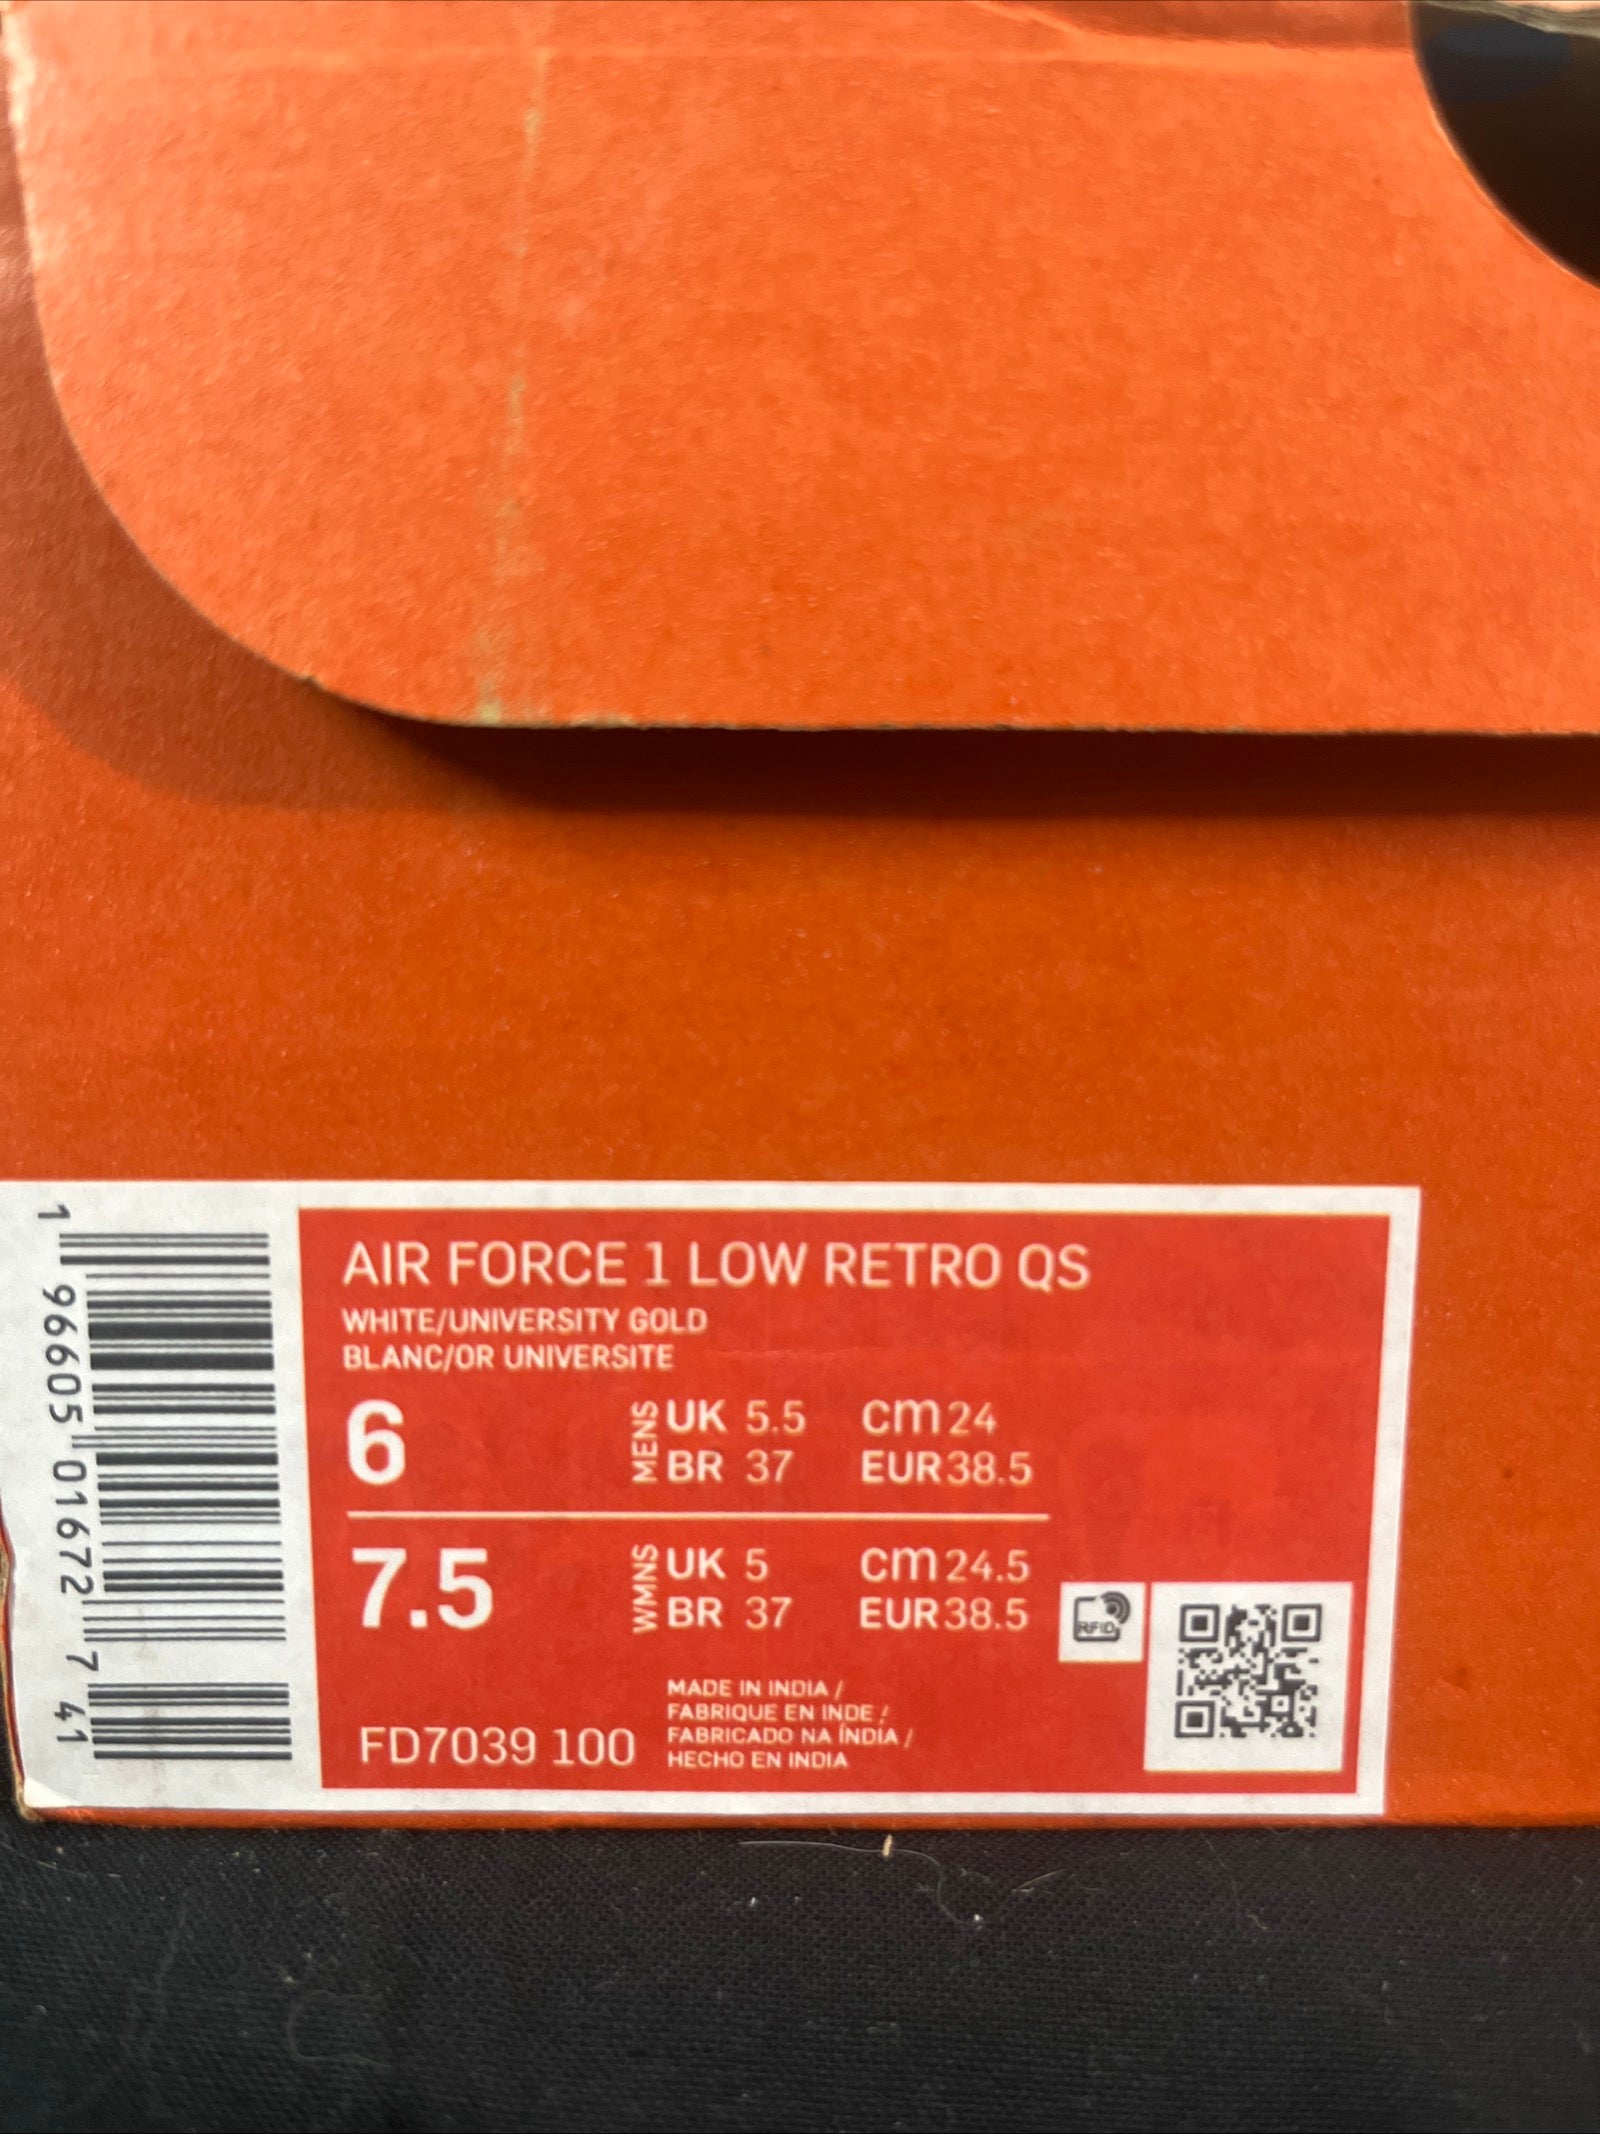 AIR FORCE 1 LOW RETRO QS
WHITE/UNIVERSITY GOLD
BLANC/OR UNIVERSITE
6 MENS UK 5.5 cm 24
BR 37 EUR 38.5
7.5 WMNS UK 5 cm 24.5
BR 37 EUR 38.5
RFID
FD7039 100
MADE IN INDIA /
FABRIQUE EN INDE /
FABRICADO NA ÍNDIA /
HECHO EN INDIA
1 96605 01672 7 41